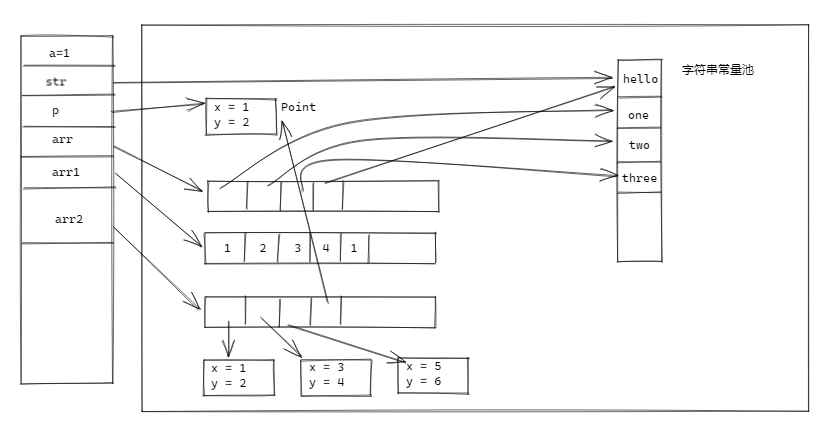 a=1
str
p
arr
arr1
arr2
x = 1
y = 2
Point
hello
one
two
three
字符串常量池
1 2 3 4 1
x = 1
y = 2
x = 3
y = 4
x = 5
y = 6